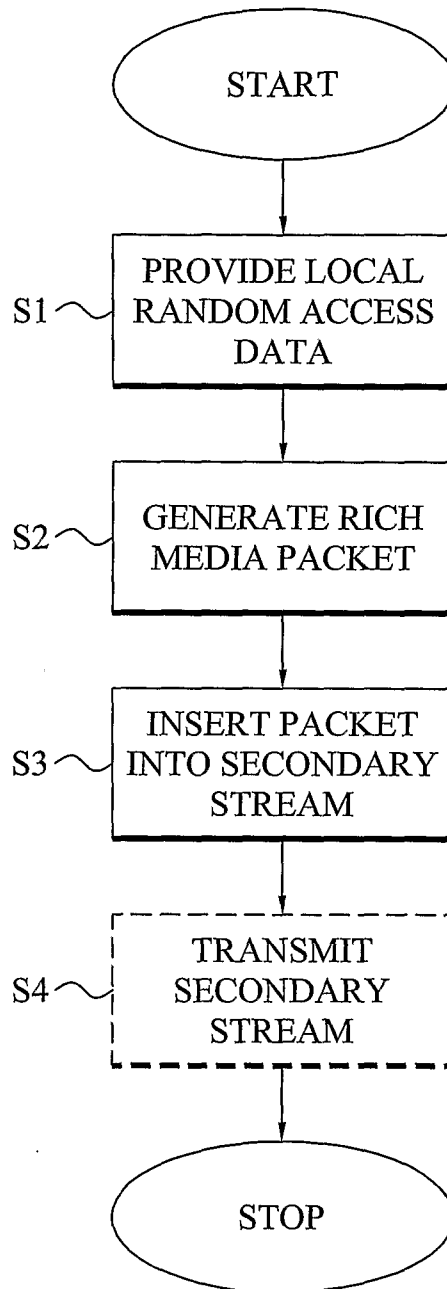 START
S1
PROVIDE LOCAL
RANDOM ACCESS
DATA
S2
GENERATE RICH
MEDIA PACKET
S3
INSERT PACKET
INTO SECONDARY
STREAM
S4
TRANSMIT
SECONDARY
STREAM
STOP